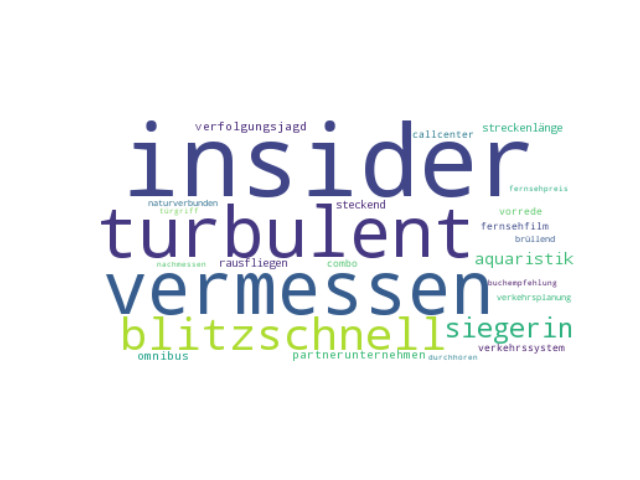 verfolgungsjagd
streckenlänge
callcenter
insider
fernsehpreis
naturverbunden
steckend
türgriff
vorrede
turbulent
fernsehfilm
brüllend
aquaristik
nachmessen
rausfliegen
combo
vermessen
buchempfehlung
verkehrsplanung
blitzschnell
siegerin
verkehrssystem
omnibus
partnerunternehmen
durchhören